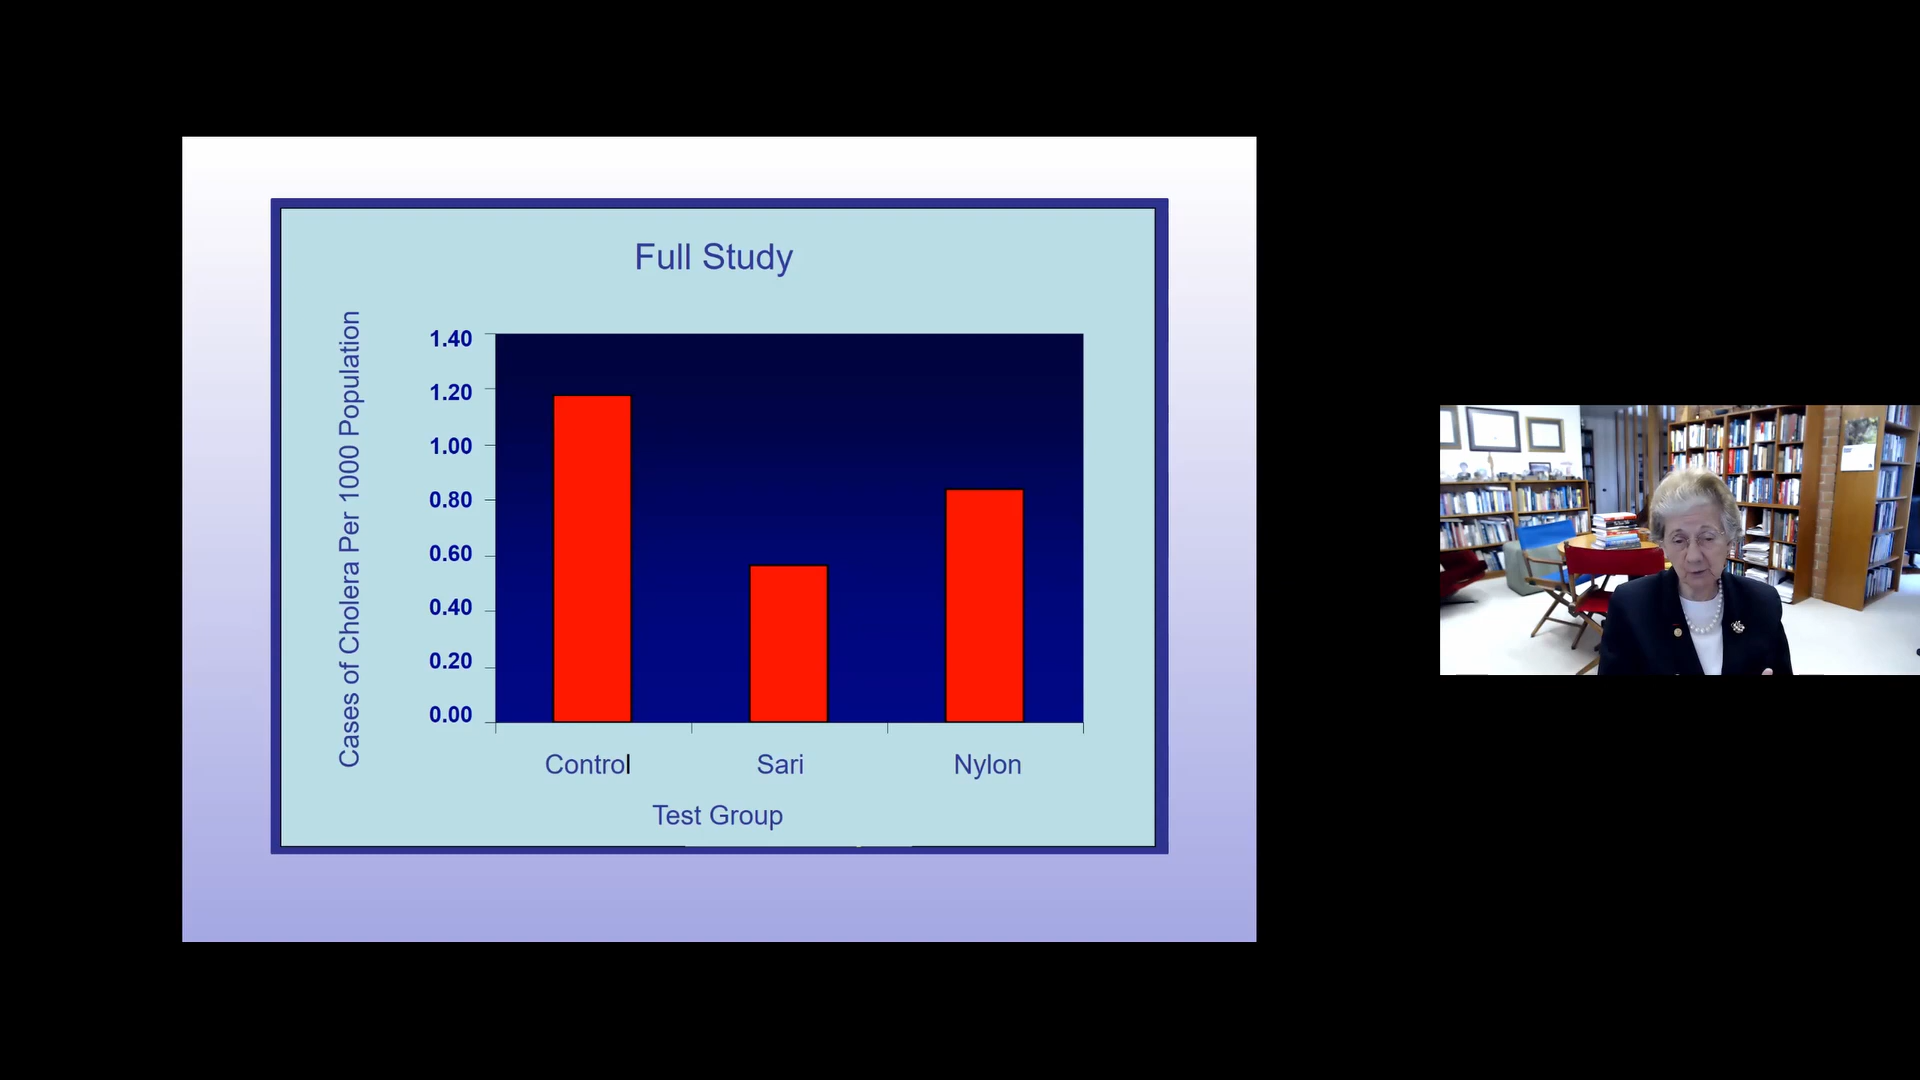 Full Study
Cases of Cholera Per 1000 Population
1.40
1.20
1.00
0.80
0.60
0.40
0.20
0.00
Control Sari Nylon
Test Group